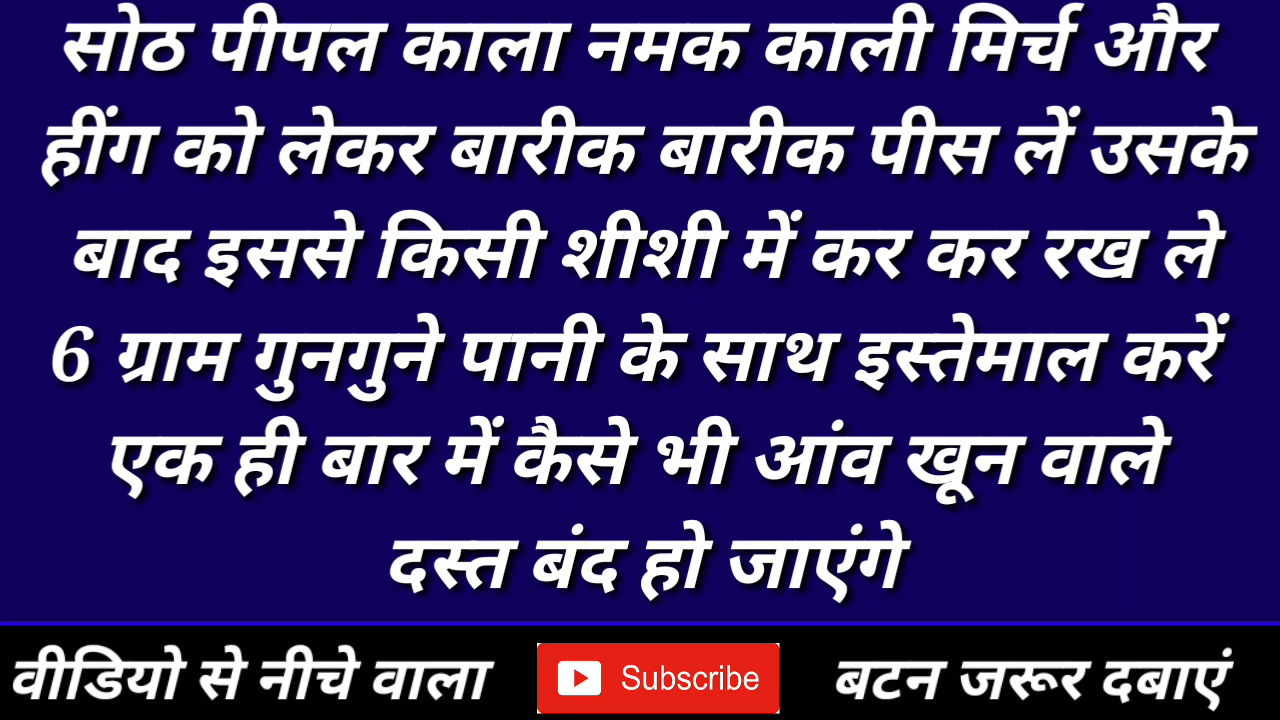 सोठ पीपल काला नमक काली मिर्च और
हींग को लेकर बारीक बारीक पीस लें उसके
बाद इससे किसी शीशी में कर कर रख ले
6 ग्राम गुनगुने पानी के साथ इस्तेमाल करें
एक ही बार में कैसे भी आंव खून वाले
दस्त बंद हो जाएंगे
वीडियो से नीचे वाला Subscribe बटन जरूर दबाएं